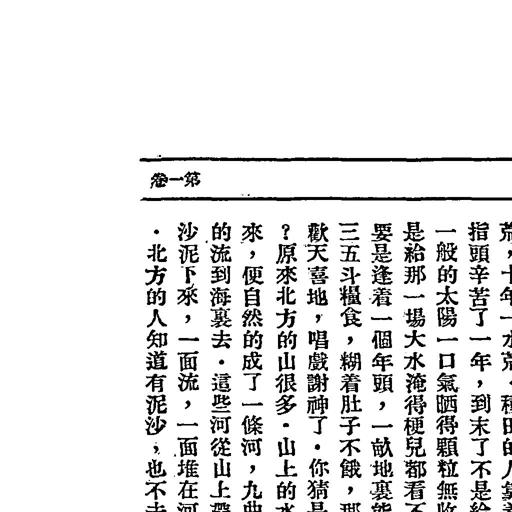 第一卷
荒，十年一水荒。種田的人
指頭辛苦了一年，到末了不是給
一般的太陽一口氣晒得顆粒無收
是給那一場大水淹得梗兒都看不
要是逢着一個年頭，一畝地裏能
三五斗糧食，糊着肚子不餓，那
歡天喜地，唱戲謝神了．你猜是
？原來北方的山很多．山上的水
來，便自然的成了一條河，九曲
的流到海裏去．這些河從山上帶
沙泥下來，一面流，一面堆在河
．北方的人知道有泥沙，也不去